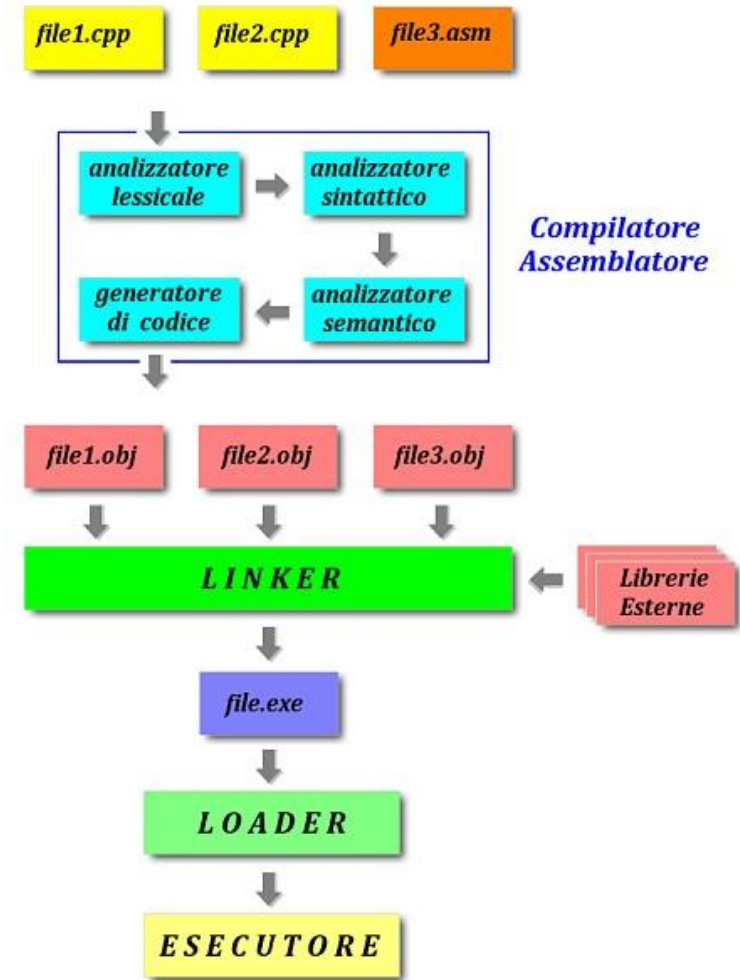 file1.cpp
file2.cpp
file3.asm
analizzatore
lessicale
analizzatore
sintattico
Compilatore
Assemblatore
generatore
di codice
analizzatore
semantico
file1.obj
file2.obj
file3.obj
LINKER
Librerie
Esterne
file.exe
LOADER
ESECUTORE